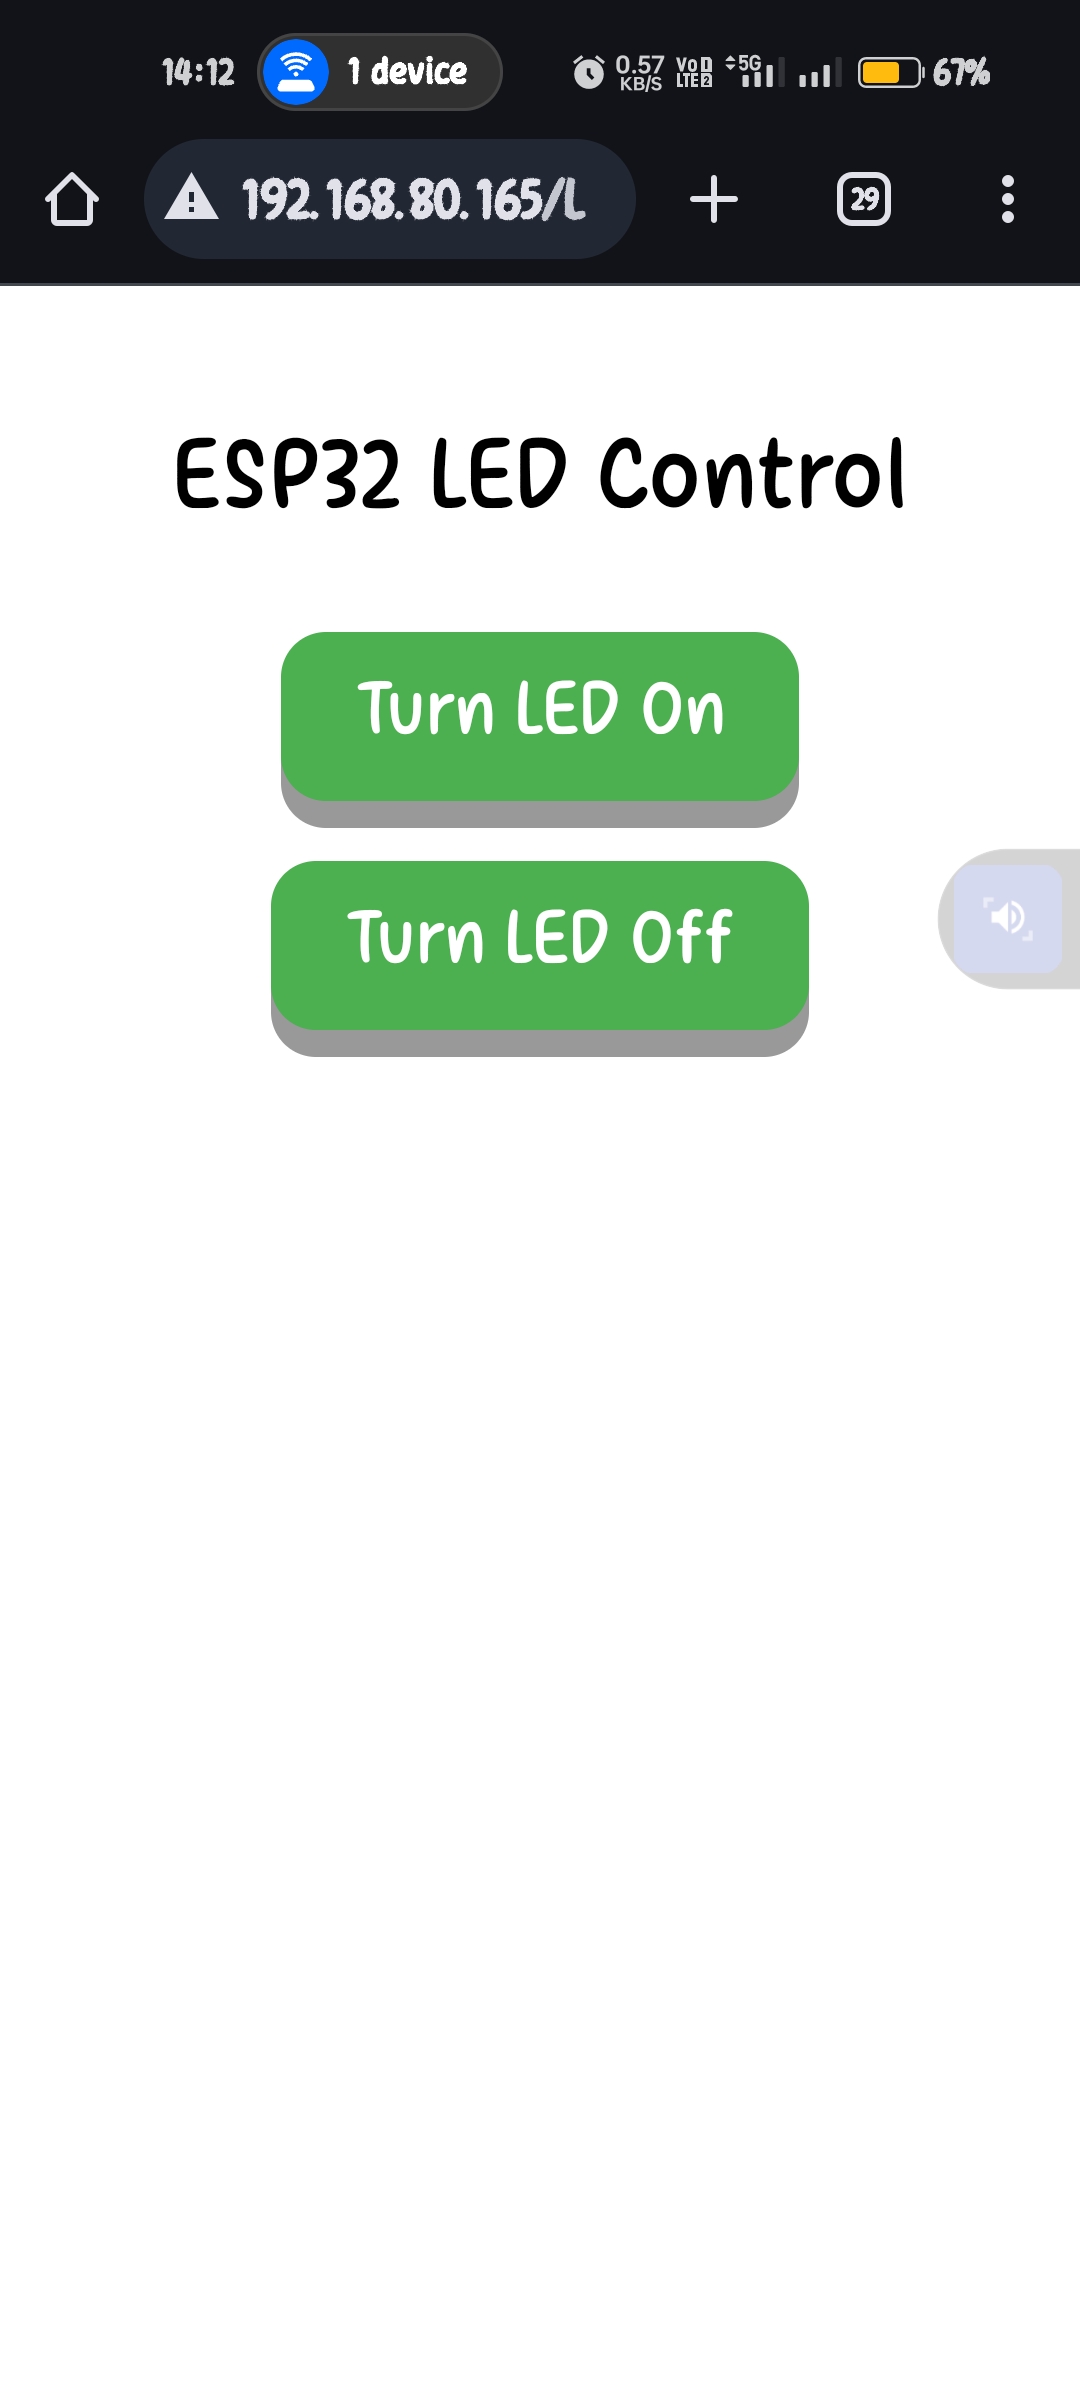 14:12 1 device 0.57 KB/S Vo 1 LTE 2 5G 67%
192.168.80.165/L 29
ESP32 LED Control
Turn LED On
Turn LED Off